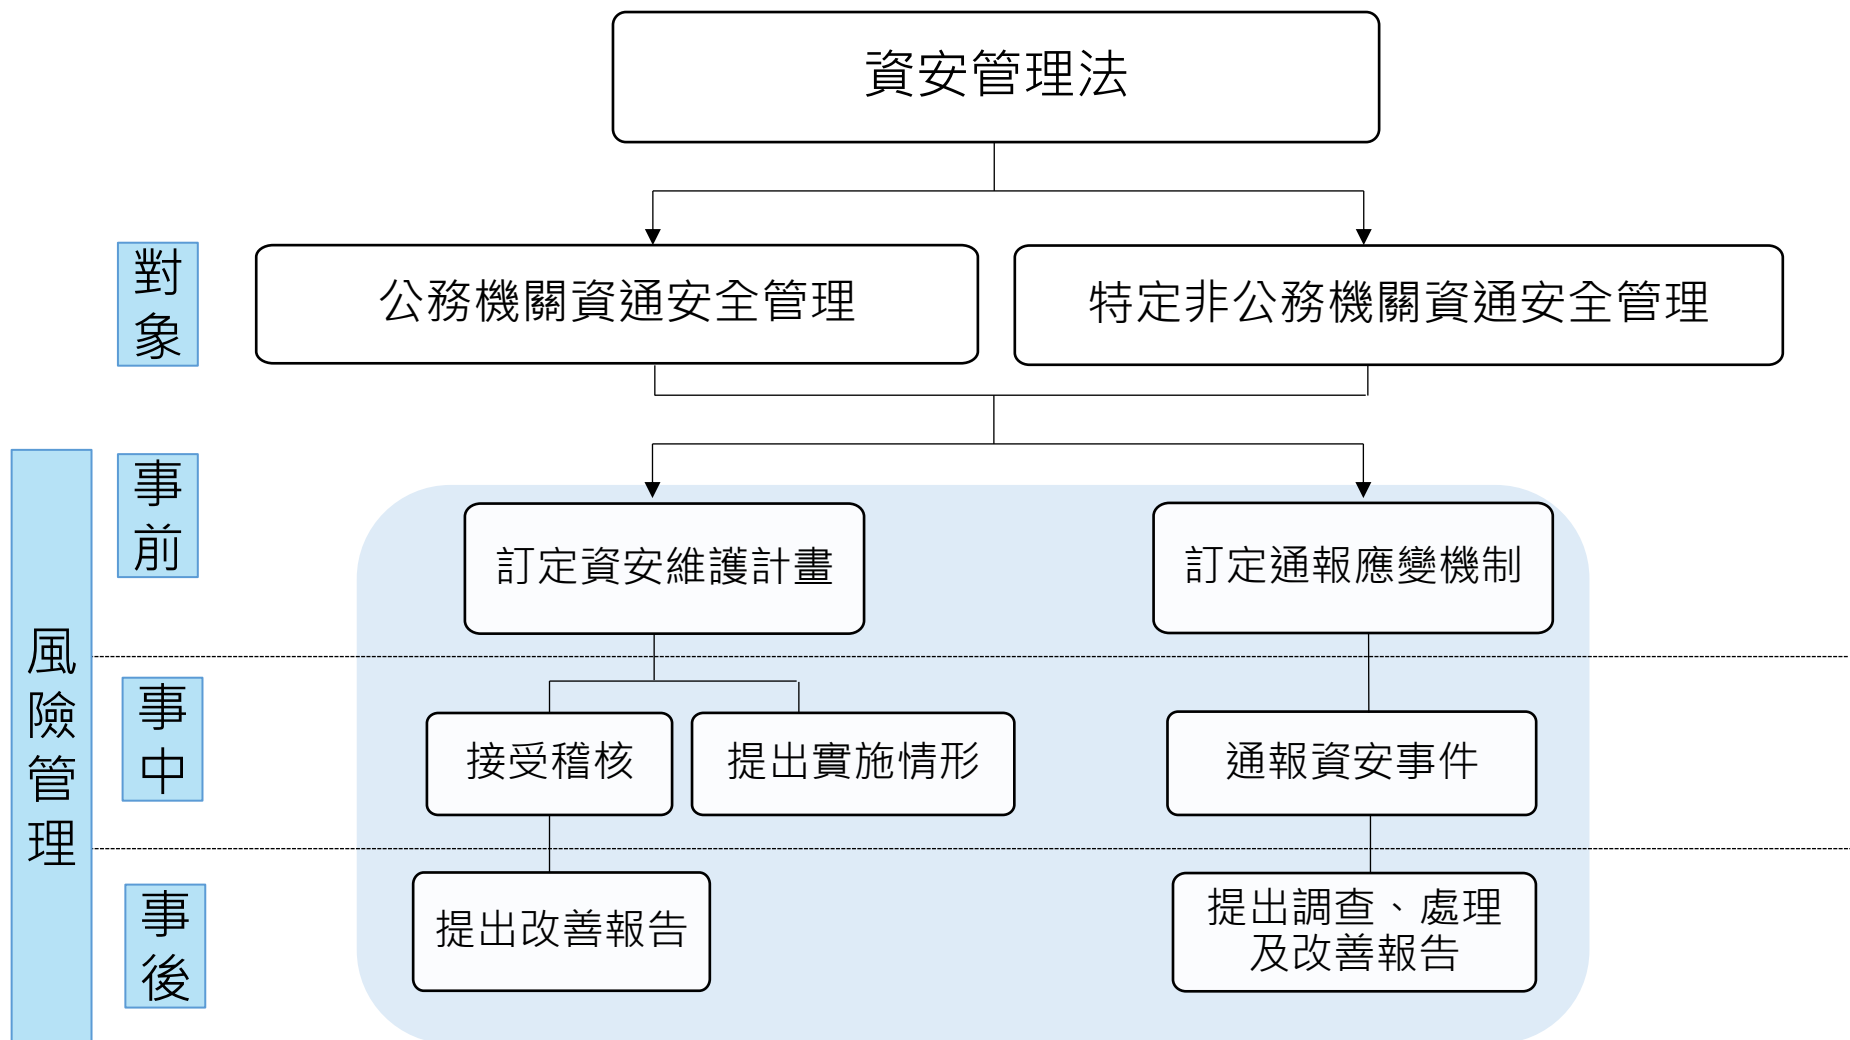 資安管理法
對象
公務機關資通安全管理
特定非公務機關資通安全管理
風險管理
事前
訂定資安維護計畫
訂定通報應變機制
事中
接受稽核
提出實施情形
通報資安事件
事後
提出改善報告
提出調查、處理
及改善報告